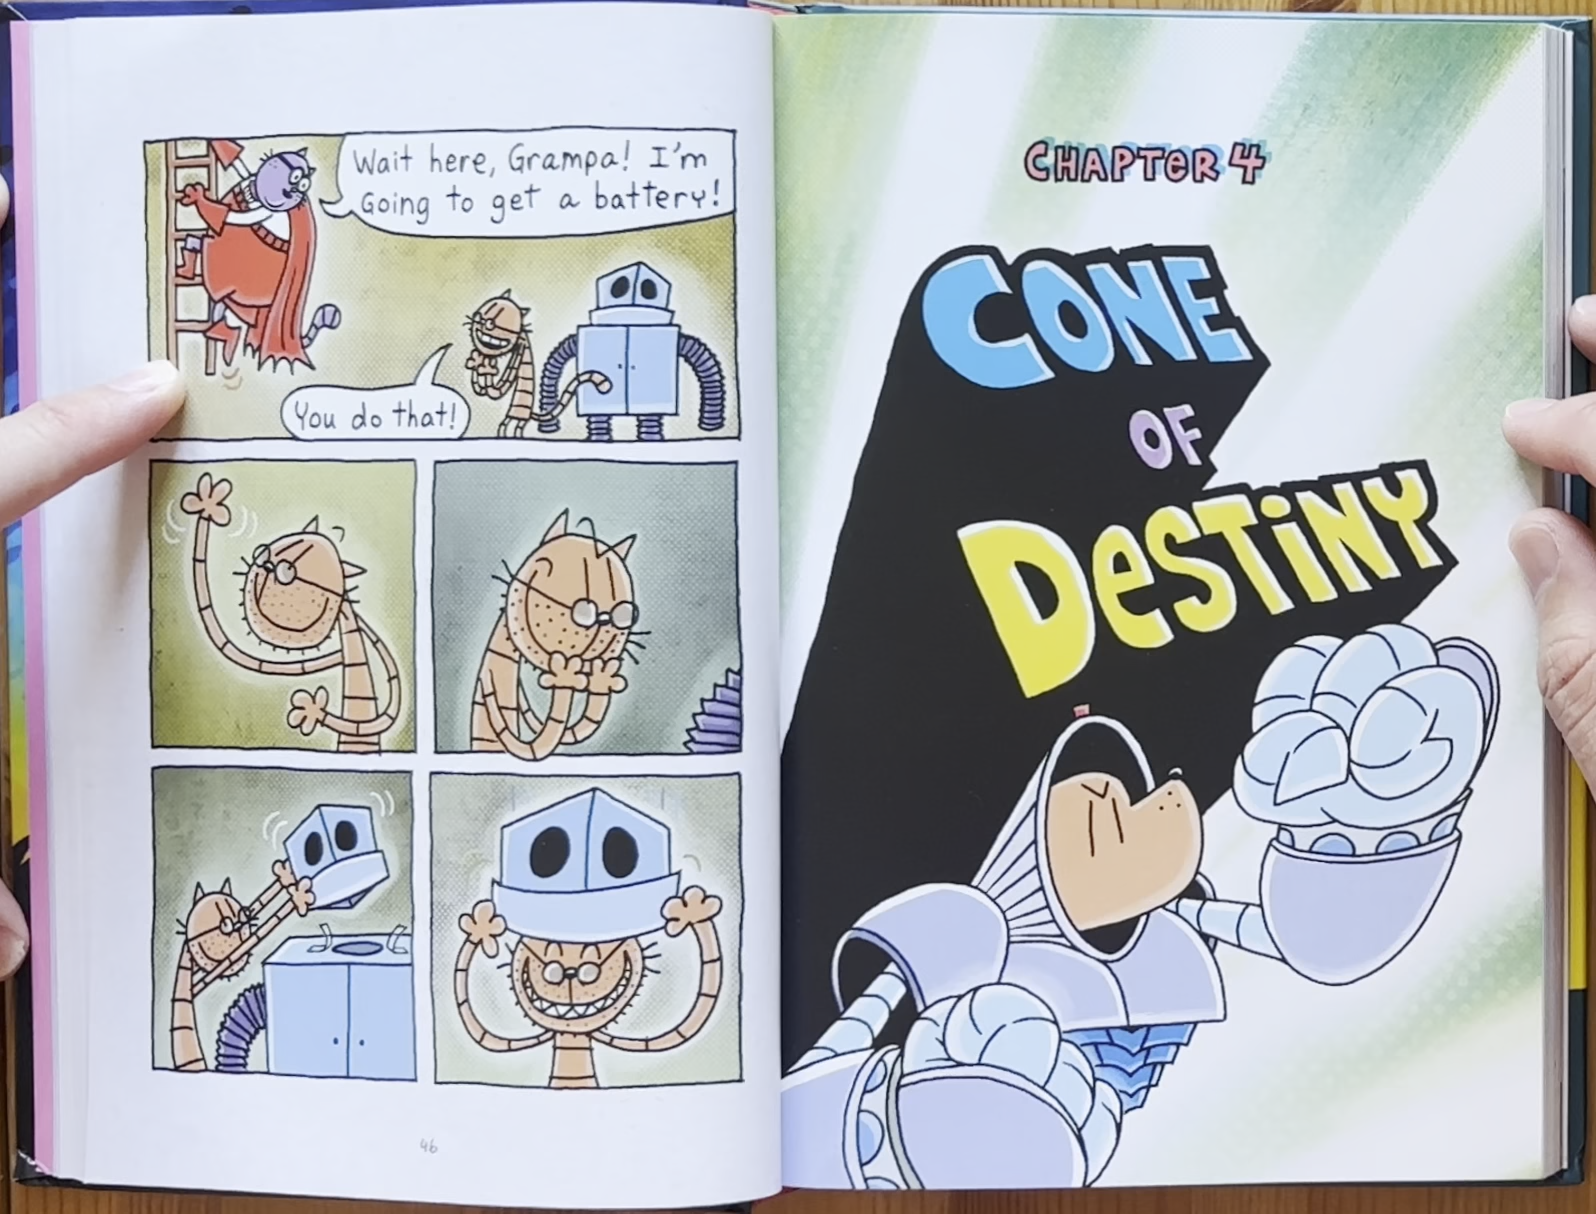 Wait here, Grampa! I'm
Going to get a battery!
You do that!
46
CHAPTER 4
CONE
OF
DeSTiNY